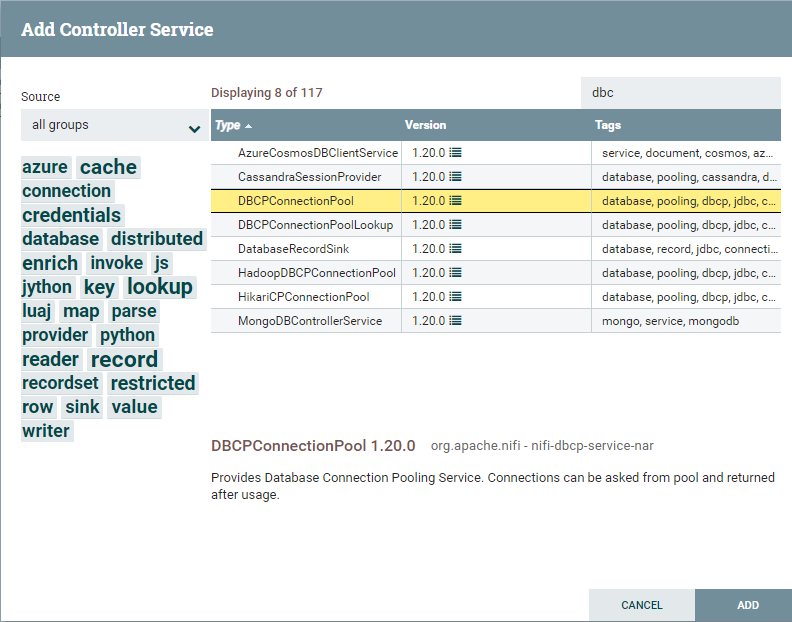 Add Controller Service
Source
all groups
azure cache
connection
credentials
database distributed
enrich invoke js
jython key lookup
luaj map parse
provider python
reader record
recordset restricted
row sink value
writer
Displaying 8 of 117
dbc
Type Version Tags
AzureCosmosDBClientService 1.20.0 service, document, cosmos, az...
CassandraSessionProvider 1.20.0 database, pooling, cassandra, d...
DBCPConnectionPool 1.20.0 database, pooling, dbcp, jdbc, c...
DBCPConnectionPoolLookup 1.20.0 database, pooling, dbcp, jdbc, c...
DatabaseRecordSink 1.20.0 database, record, jdbc, connecti...
HadoopDBCPConnectionPool 1.20.0 database, pooling, dbcp, jdbc, c...
HikariCPConnectionPool 1.20.0 database, pooling, dbcp, jdbc, c...
MongoDBControllerService 1.20.0 mongo, service, mongodb
DBCPConnectionPool 1.20.0 org.apache.nifi - nifi-dbcp-service-nar
Provides Database Connection Pooling Service. Connections can be asked from pool and returned
after usage.
CANCEL ADD